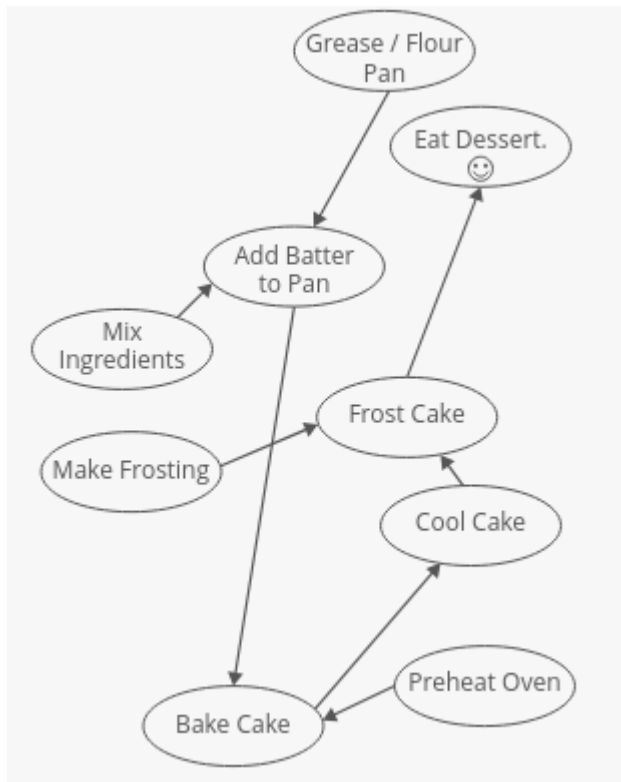 Grease / Flour
Pan
Eat Dessert.
☺
Add Batter
to Pan
Mix
Ingredients
Frost Cake
Make Frosting
Cool Cake
Preheat Oven
Bake Cake